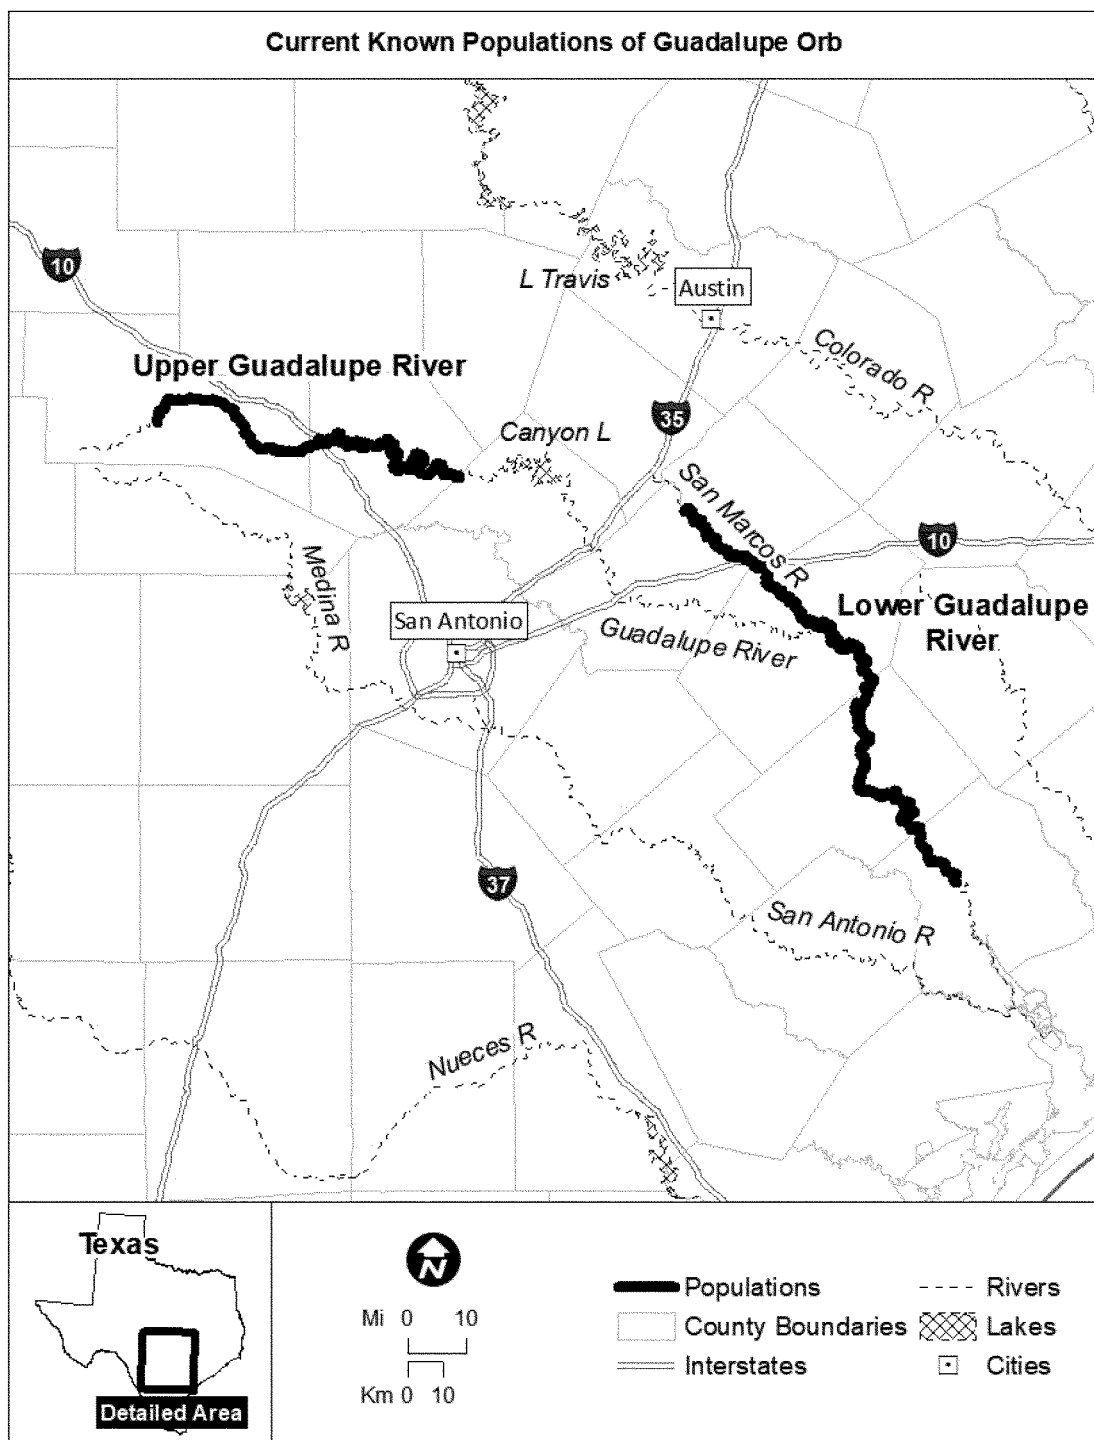 Current Known Populations of Guadalupe Orb
10
L Travis
Austin
Colorado R
Upper Guadalupe River
35
Canyon L
San Marcos R
10
Medina R
San Antonio
Guadalupe River
Lower Guadalupe
River
37
San Antonio R
Nueces R
Texas
Detailed Area
N
Mi 0 10
Km 0 10
Populations
County Boundaries
Interstates
Rivers
Lakes
Cities